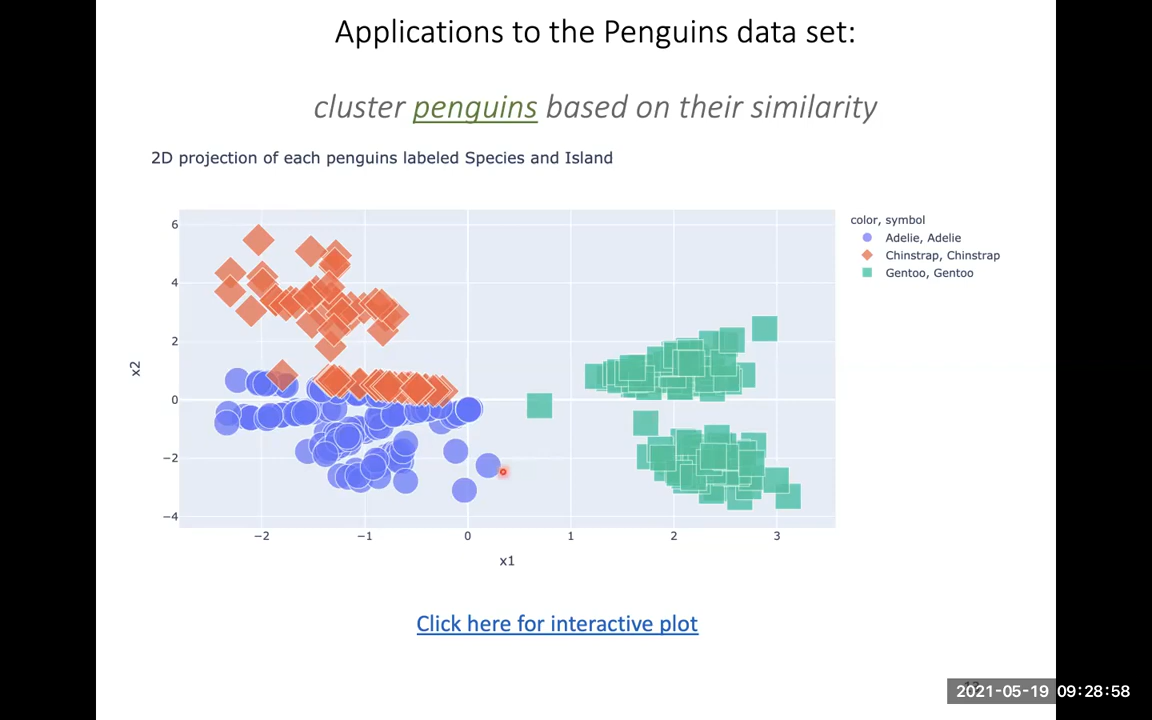 Applications to the Penguins data set:
cluster penguins based on their similarity
2D projection of each penguins labeled Species and Island
color, symbol
Adelie, Adelie
Chinstrap, Chinstrap
Gentoo, Gentoo
6
4
2
0
−2
−4
x2
−2
−1
0
1
2
3
x1
Click here for interactive plot
2021-05-19 09:28:58